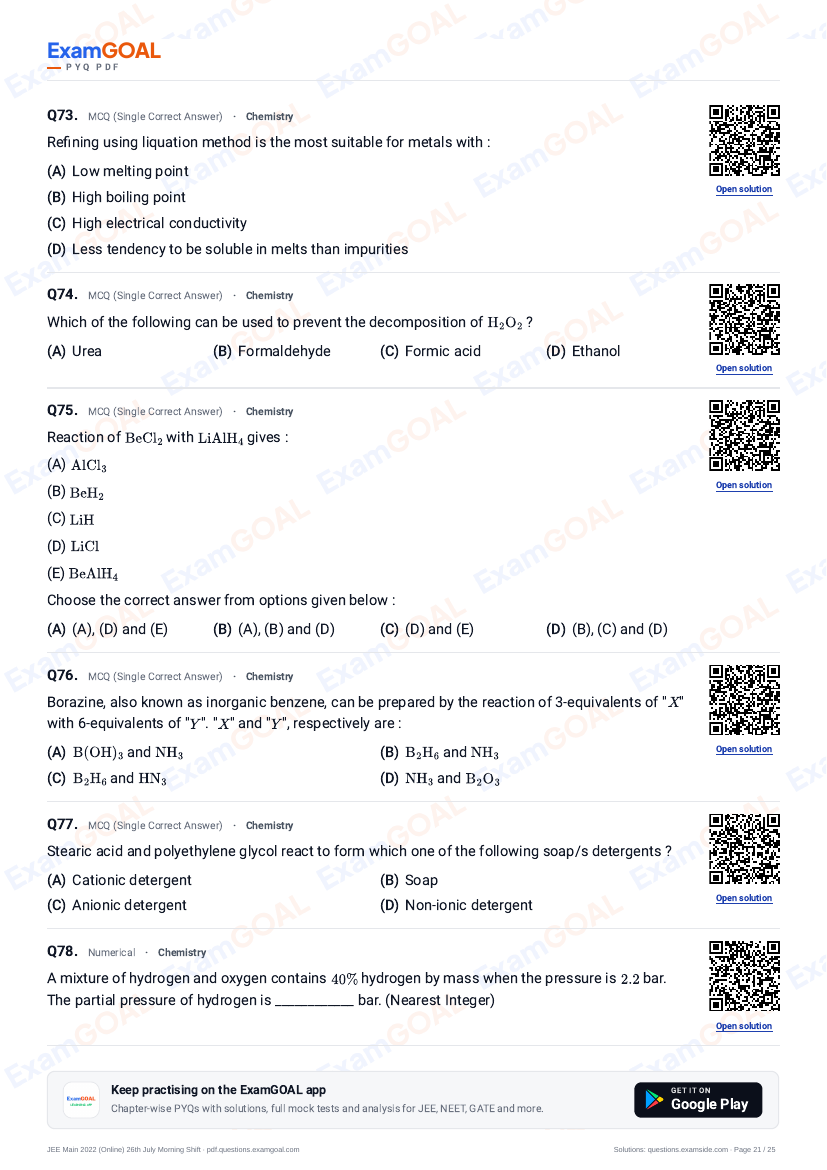 ExamGOAL
PYQ PDF
Q73. MCQ (Single Correct Answer) · Chemistry
Refining using liquation method is the most suitable for metals with :
(A) Low melting point
(B) High boiling point
(C) High electrical conductivity
(D) Less tendency to be soluble in melts than impurities
Open solution
Q74. MCQ (Single Correct Answer) · Chemistry
Which of the following can be used to prevent the decomposition of H₂O₂ ?
(A) Urea (B) Formaldehyde (C) Formic acid (D) Ethanol
Open solution
Q75. MCQ (Single Correct Answer) · Chemistry
Reaction of BeCl₂ with LiAlH₄ gives :
(A) AlCl₃
(B) BeH₂
(C) LiH
(D) LiCl
(E) BeAlH₄
Choose the correct answer from options given below :
(A) (A), (D) and (E) (B) (A), (B) and (D) (C) (D) and (E) (D) (B), (C) and (D)
Open solution
Q76. MCQ (Single Correct Answer) · Chemistry
Borazine, also known as inorganic benzene, can be prepared by the reaction of 3-equivalents of "X"
with 6-equivalents of "Y". "X" and "Y", respectively are :
(A) B(OH)₃ and NH₃ (B) B₂H₆ and NH₃
(C) B₂H₆ and HN₃ (D) NH₃ and B₂O₃
Open solution
Q77. MCQ (Single Correct Answer) · Chemistry
Stearic acid and polyethylene glycol react to form which one of the following soap/s detergents ?
(A) Cationic detergent (B) Soap
(C) Anionic detergent (D) Non-ionic detergent
Open solution
Q78. Numerical · Chemistry
A mixture of hydrogen and oxygen contains 40% hydrogen by mass when the pressure is 2.2 bar.
The partial pressure of hydrogen is ____________ bar. (Nearest Integer)
Open solution
ExamGOAL
Keep practising on the ExamGOAL app
Chapter-wise PYQs with solutions, full mock tests and analysis for JEE, NEET, GATE and more.
GET IT ON
Google Play
JEE Main 2022 (Online) 26th July Morning Shift · pdf.questions.examgoal.com
Solutions: questions.examside.com · Page 21 / 25